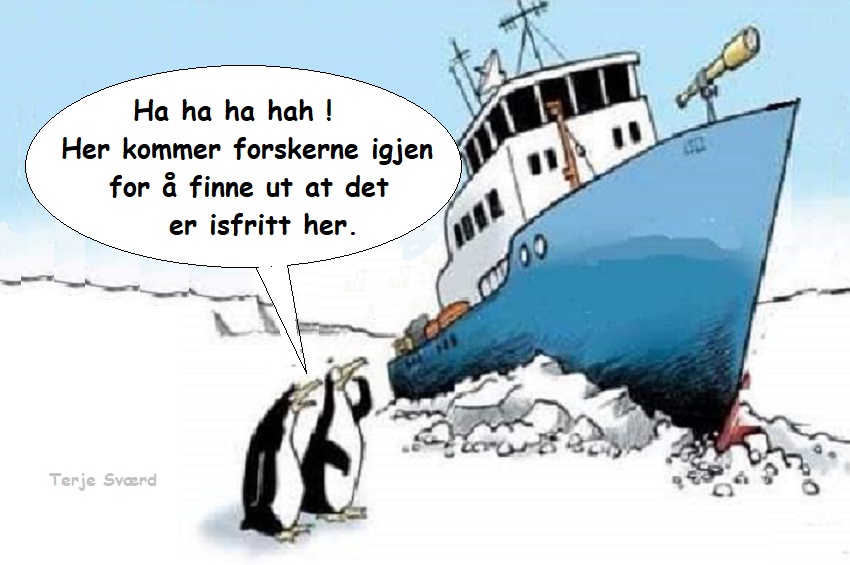 Ha ha ha hah !
Her kommer forskerne igjen
for å finne ut at det
er isfritt her.
Terje Sværd